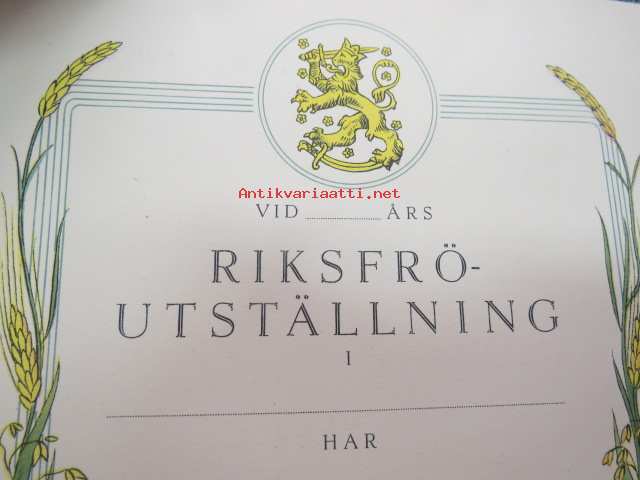 Antikvariaatti.net
VID ÅRS
RIKSFRÖ-
UTSTÄLLNING
I
HAR